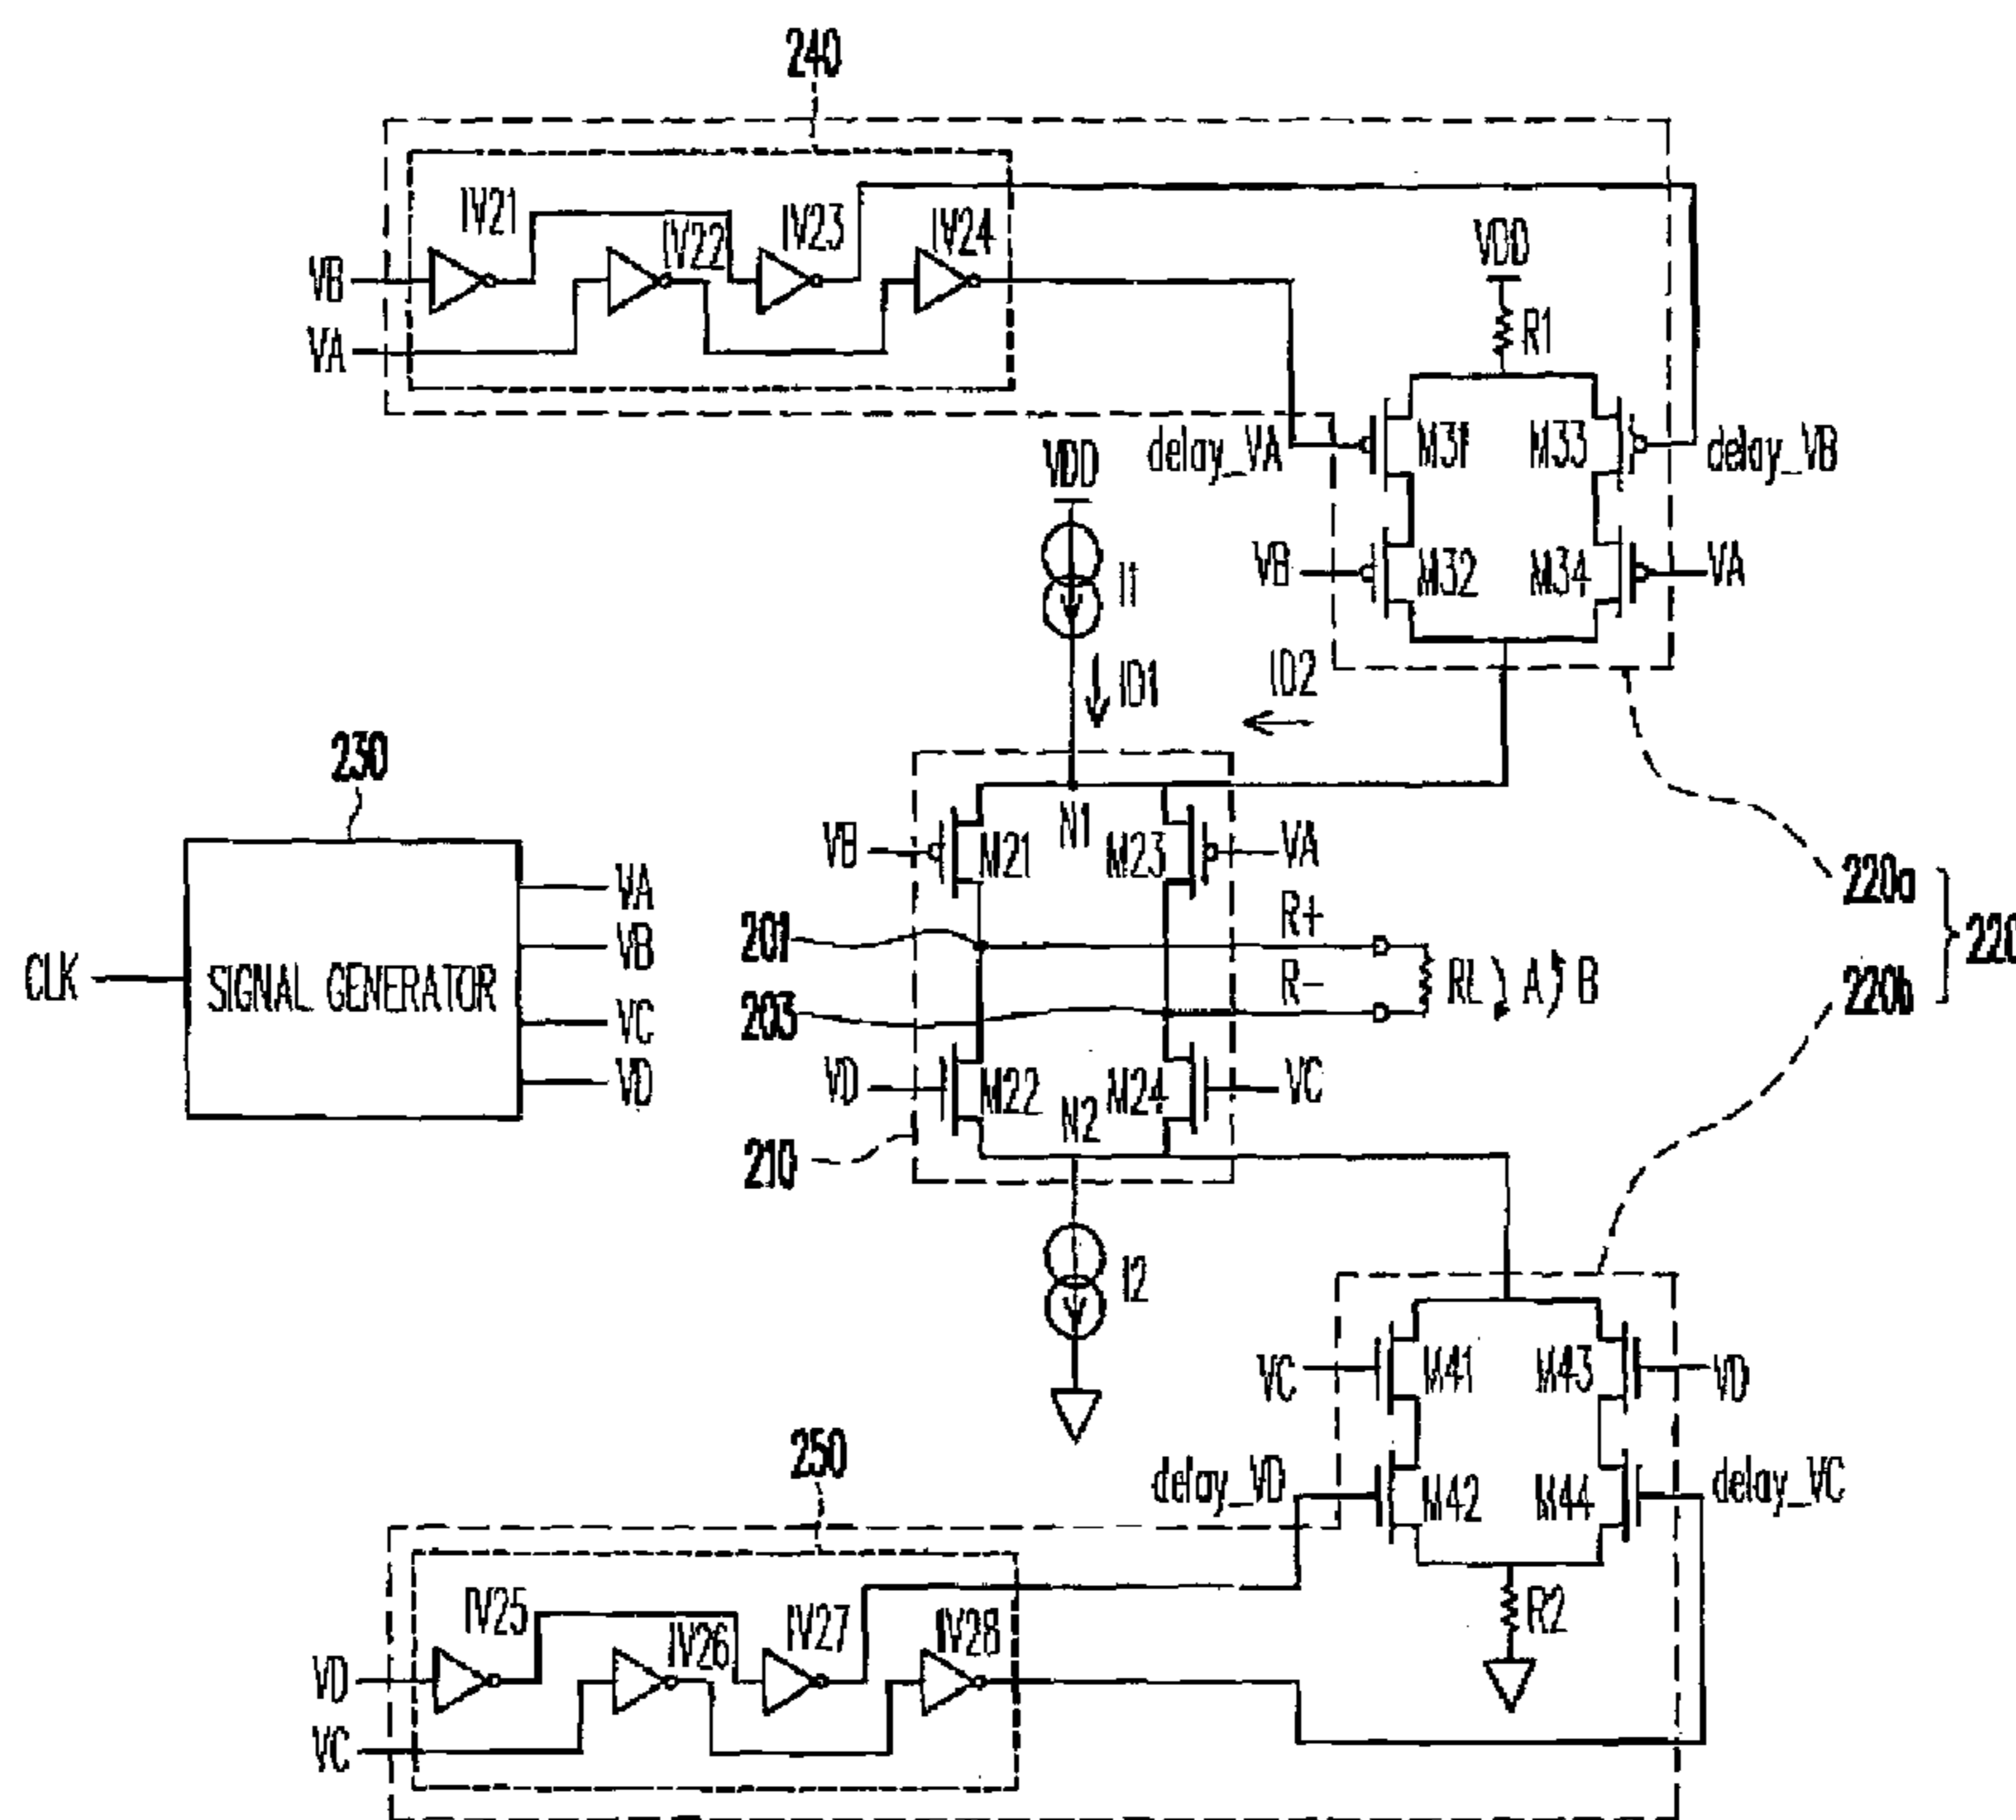 240
IV21
IV22
IV23
IV24
VB
VA
VDD
R1
delay_VA
M31
M33
delay_VB
VDD
VB
M32
M34
VA
I1
ID1
ID2
230
N1
VB
M21
M23
VA
220a
220
220b
CLK
SIGNAL GENERATOR
VA
VB
VC
VD
201
R+
R-
RL
A
B
203
VD
M22
M24
VC
N2
210
I2
VC
M41
M43
VD
250
delay_VD
M42
M44
delay_VC
IV25
IV26
IV27
IV28
R2
VD
VC